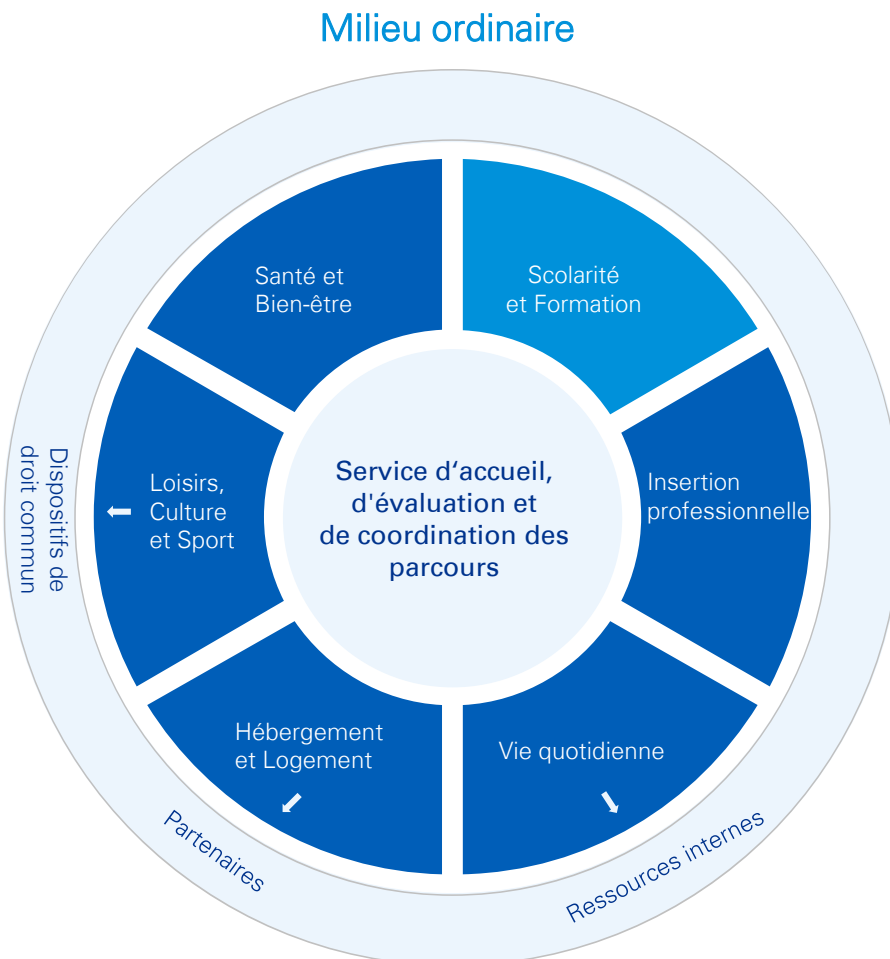 Milieu ordinaire
Santé et
Bien-être
Scolarité
et Formation
Dispositifs de
droit commun
Loisirs,
Culture
et Sport
Service d‘accueil,
d'évaluation et
de coordination des
parcours
Insertion
professionnelle
Hébergement
et Logement
Vie quotidienne
Partenaires
Ressources internes